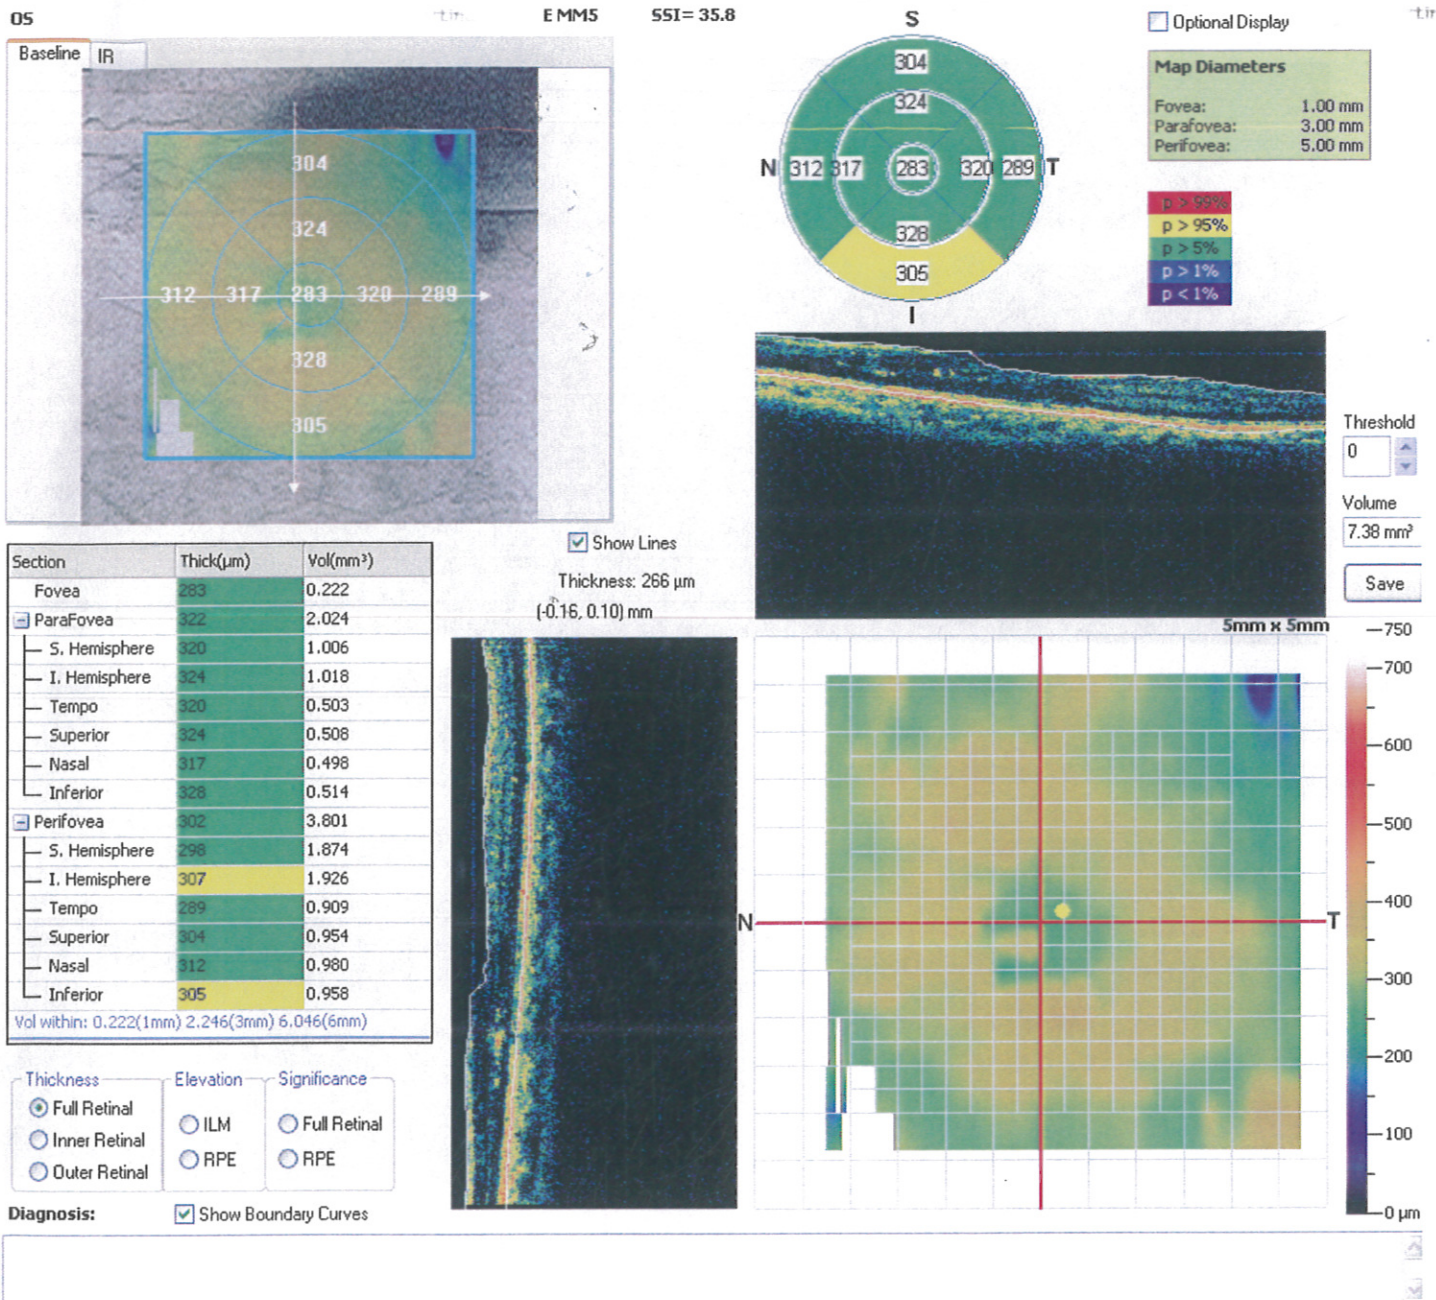 OS
E MM5
SSI= 35.8
Baseline
IR
304
324
312 317 283 320 289
328
305
S
304
324
N 312 317 283 320 289 T
328
305
I
Optional Display
Map Diameters
Fovea: 1.00 mm
Parafovea: 3.00 mm
Perifovea: 5.00 mm
p > 99%
p > 95%
p > 5%
p > 1%
p < 1%
Threshold
0
Volume
7.38 mm³
Save
Section Thick(µm) Vol(mm³)
Fovea 283 0.222
ParaFovea 322 2.024
S. Hemisphere 320 1.006
I. Hemisphere 324 1.018
Tempo 320 0.503
Superior 324 0.508
Nasal 317 0.498
Inferior 328 0.514
Perifovea 302 3.801
S. Hemisphere 298 1.874
I. Hemisphere 307 1.926
Tempo 289 0.909
Superior 304 0.954
Nasal 312 0.980
Inferior 305 0.958
Vol within: 0.222(1mm) 2.246(3mm) 6.046(6mm)
Show Lines
Thickness: 266 µm
(-0.16, 0.10) mm
5mm x 5mm
N
T
750
700
600
500
400
300
200
100
0 µm
Thickness
Full Retinal
Inner Retinal
Outer Retinal
Elevation
ILM
RPE
Significance
Full Retinal
RPE
Diagnosis:
Show Boundary Curves